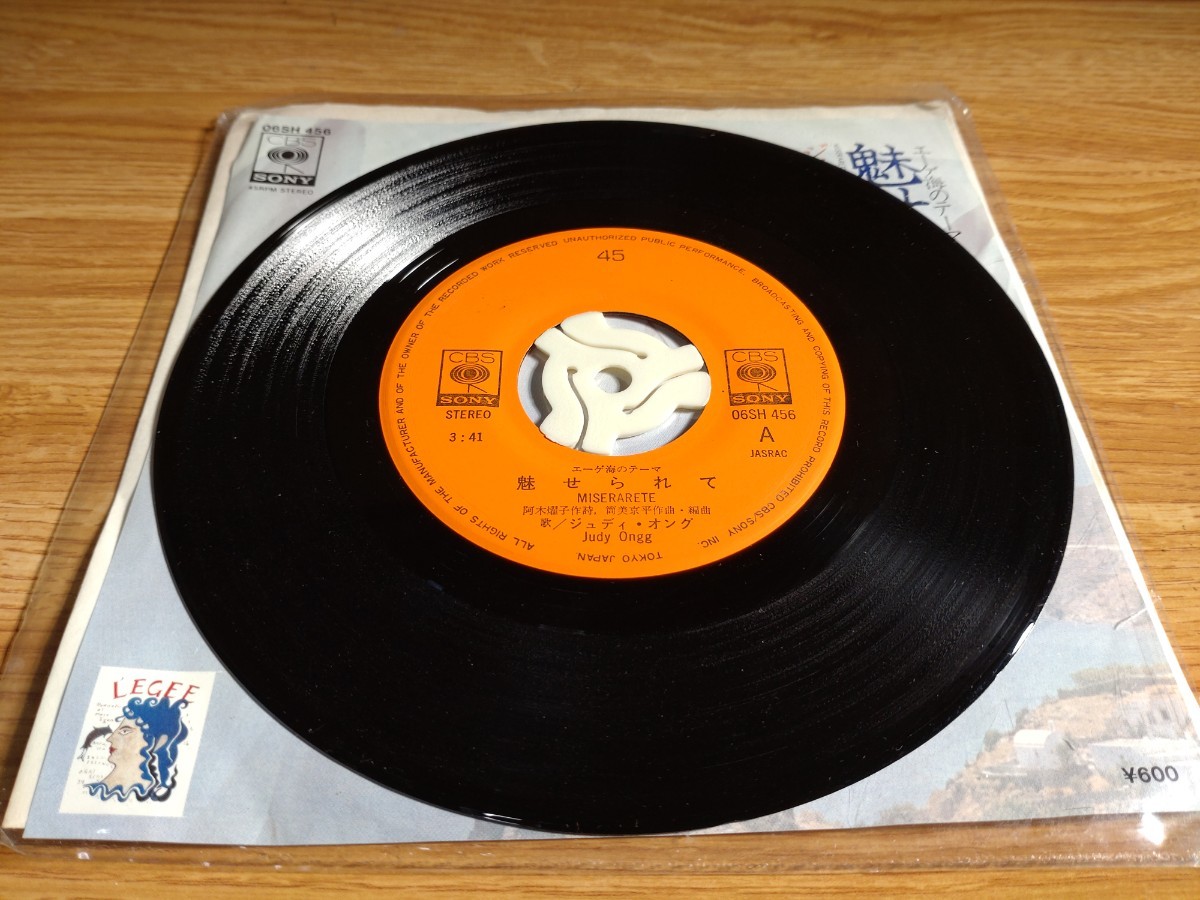 06SH 456
CBS
SONY
45RPM STEREO
エーゲ海のテーマ
魅せ
ジ
ALL RIGHTS OF THE MANUFACTURER AND OF THE OWNER OF THE RECORDED WORK RESERVED UNAUTHORIZED PUBLIC PERFORMANCE, BROADCASTING AND COPYING OF THIS RECORD PROHIBITED CBS/SONY INC. TOKYO JAPAN.
45
CBS
SONY
STEREO
3:41
CBS
SONY
06SH 456
A
JASRAC
エーゲ海のテーマ
魅せられて
MISERARETE
阿木燿子作詩、筒美京平作曲・編曲
歌/ジュディ・オング
Judy Ongg
L'EGEE
¥600